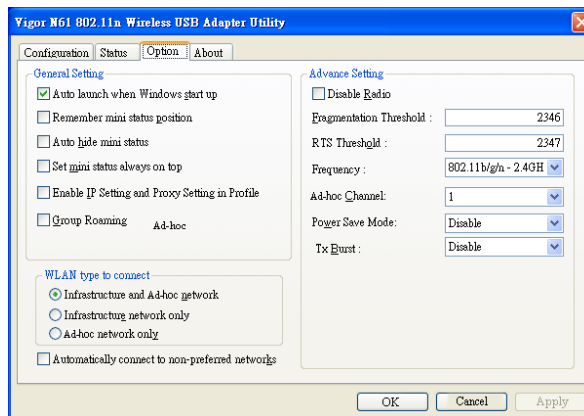 Vigor N61 802.11n Wireless USB Adapter Utility
Configuration Status Option About
General Setting
Auto launch when Windows start up
Remember mini status position
Auto hide mini status
Set mini status always on top
Enable IP Setting and Proxy Setting in Profile
Group Roaming Ad-hoc
WLAN type to connect
Infrastructure and Ad-hoc network
Infrastructure network only
Ad-hoc network only
Automatically connect to non-preferred networks
Advance Setting
Disable Radio
Fragmentation Threshold : 2346
RTS Threshold : 2347
Frequency : 802.11b/g/n - 2.4GH
Ad-hoc Channel: 1
Power Save Mode: Disable
Tx Burst : Disable
OK Cancel Apply